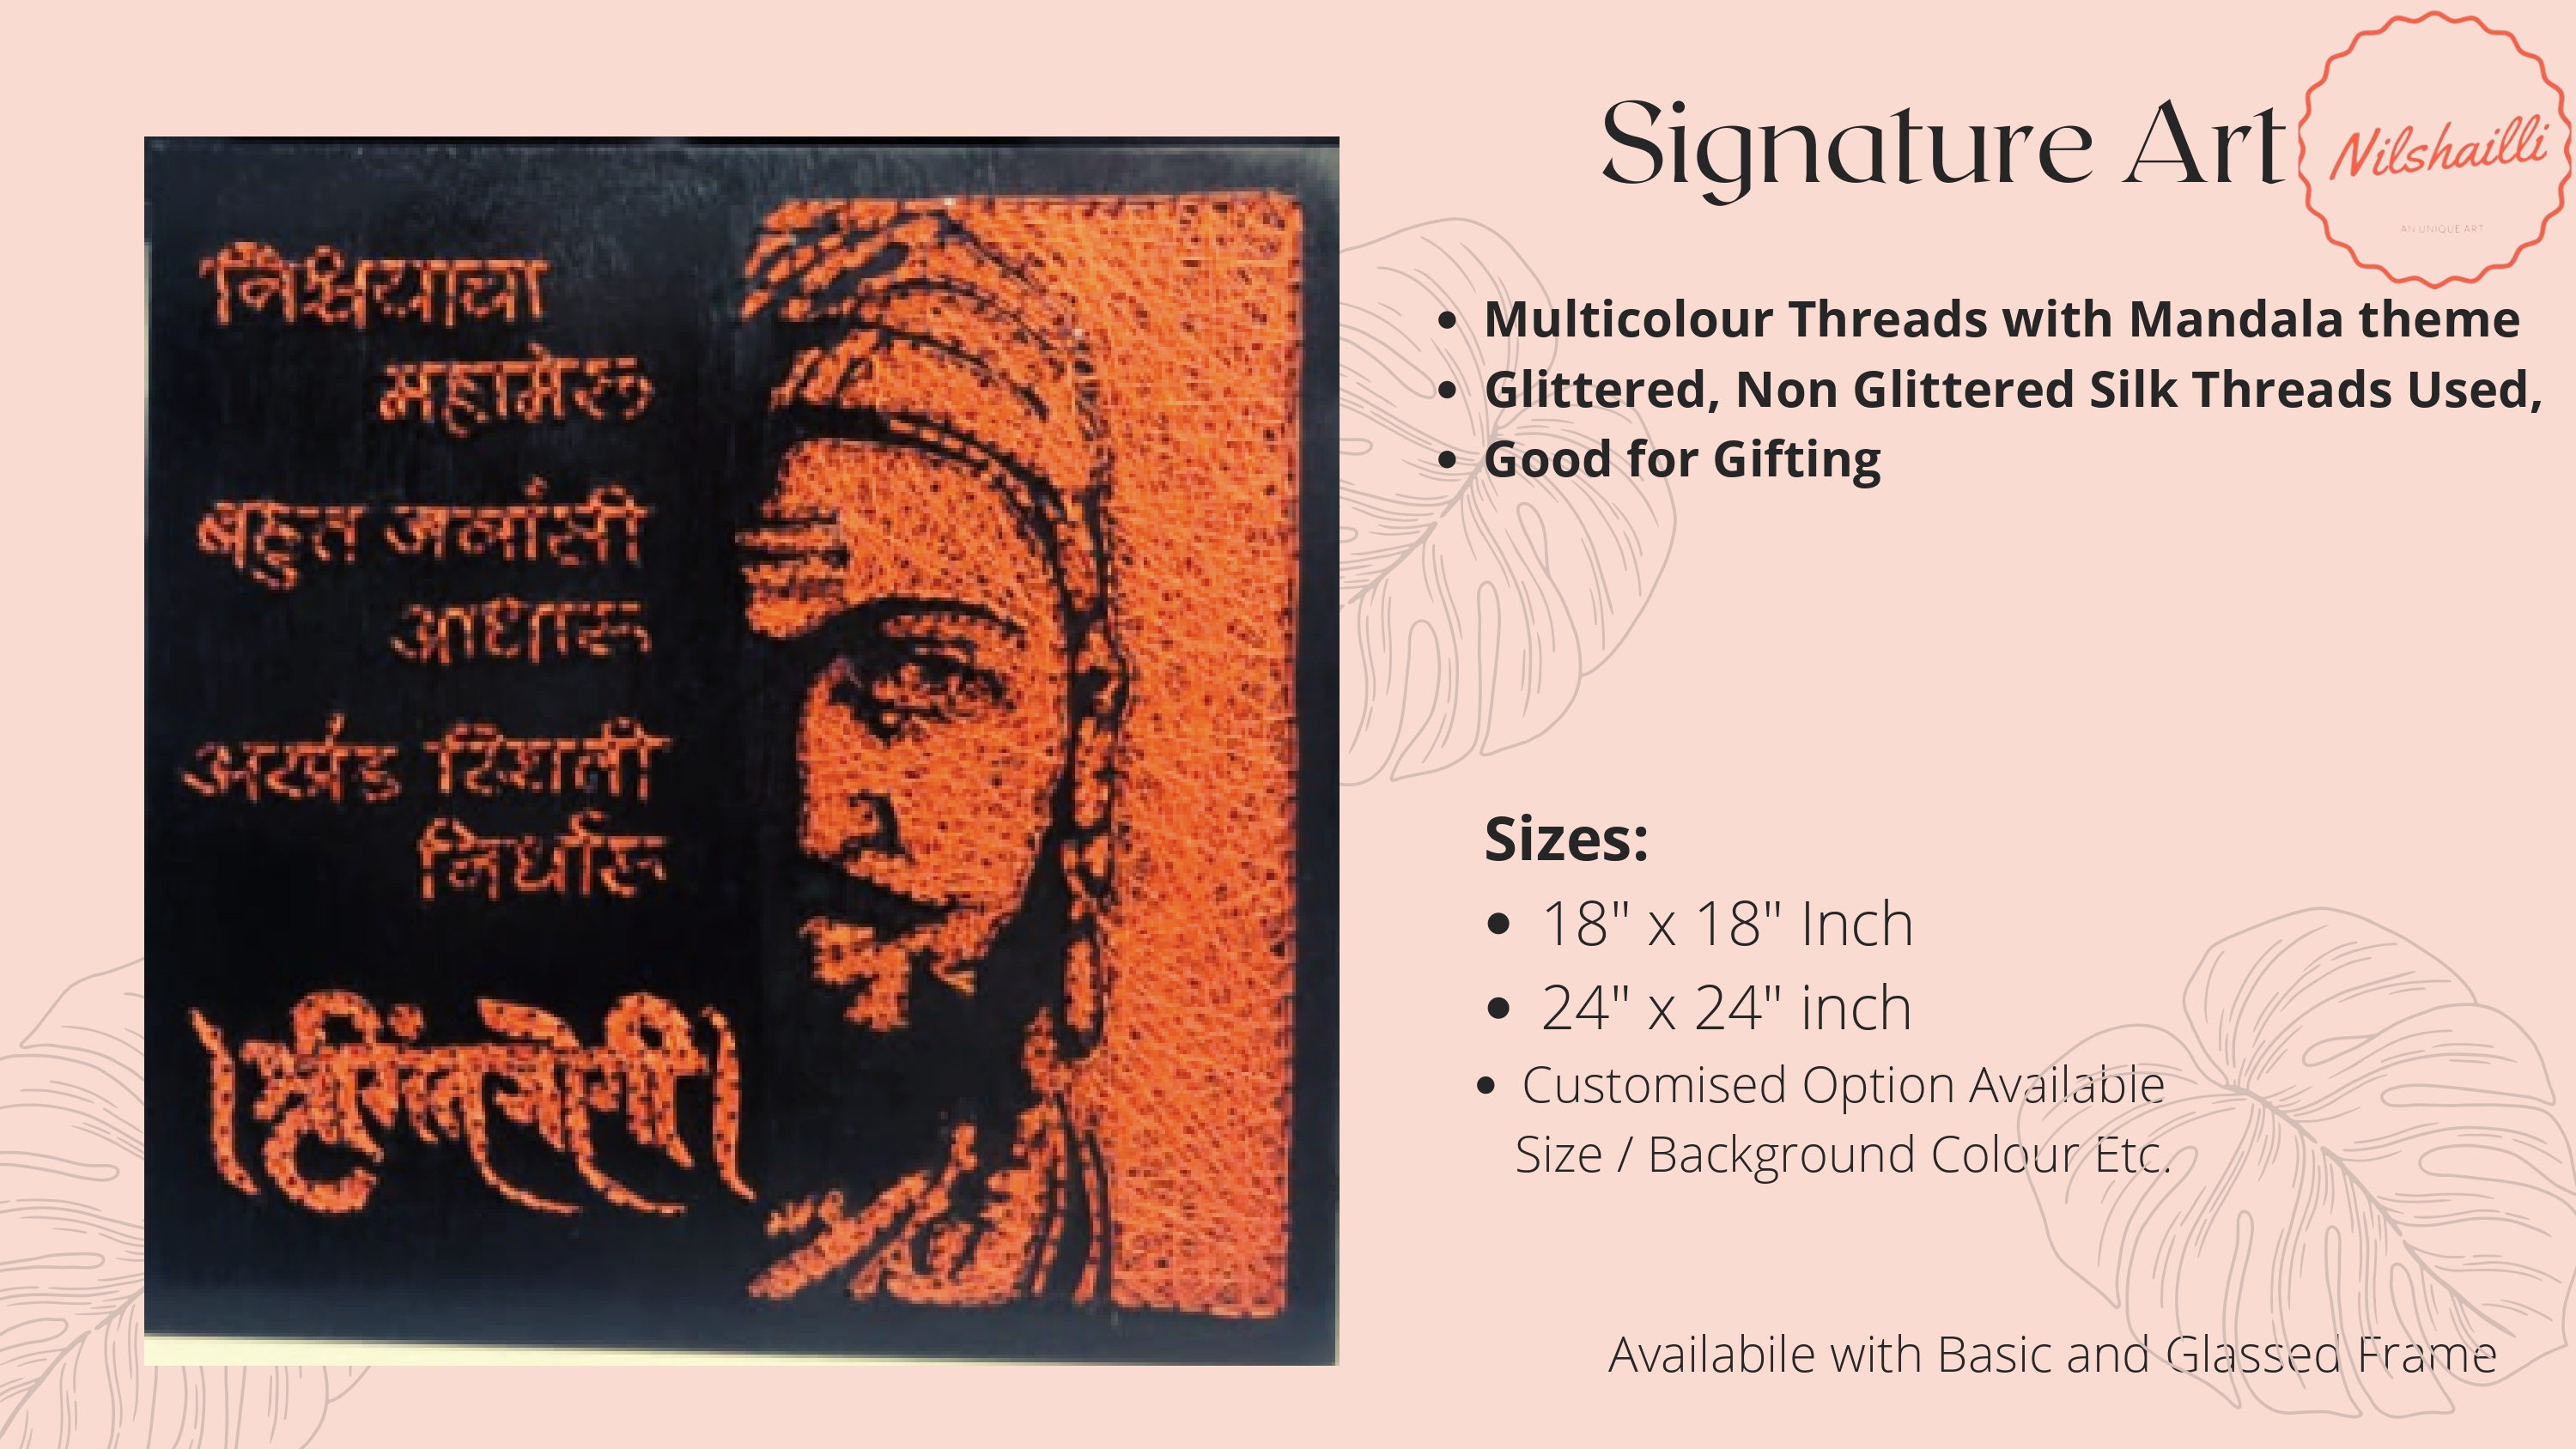 निश्चयाचा
महामेरू
बहुत जनांसी
आधारू
अखंड स्थिती
निर्धारू
।श्रीमंतयोगी।
Signature Art
Nilshailli
AN UNIQUE ART
• Multicolour Threads with Mandala theme
• Glittered, Non Glittered Silk Threads Used,
• Good for Gifting
Sizes:
• 18" x 18" Inch
• 24" x 24" inch
• Customised Option Available
Size / Background Colour Etc.
Availabile with Basic and Glassed Frame